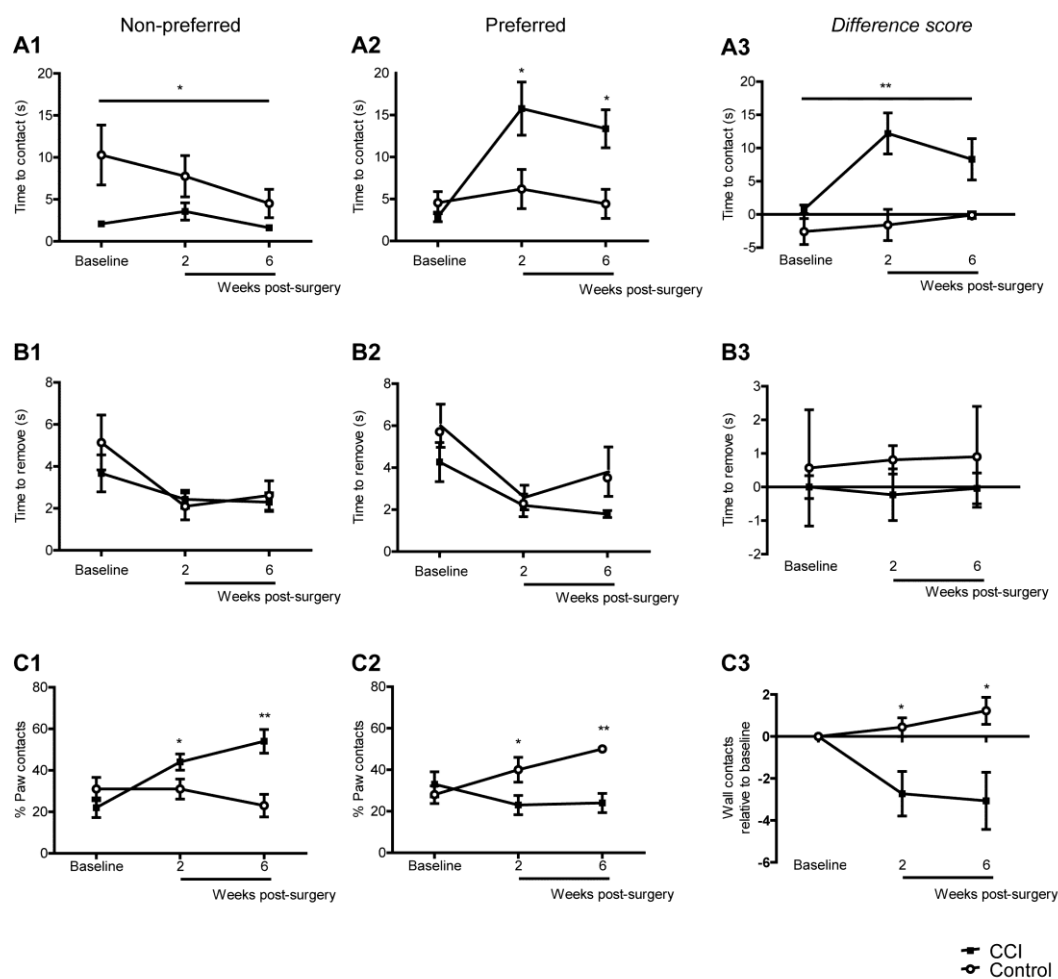 Non-preferred Preferred Difference score
A1 A2 A3
Time to contact (s)
20
15
10
5
0
*
Baseline 2 6
Weeks post-surgery
Time to contact (s)
20
15
10
5
0
* *
Baseline 2 6
Weeks post-surgery
Time to contact (s)
20
15
10
5
0
-5
**
Baseline 2 6
Weeks post-surgery
B1 B2 B3
Time to remove (s)
8
6
4
2
0
Baseline 2 6
Weeks post-surgery
Time to remove (s)
8
6
4
2
0
Baseline 2 6
Weeks post-surgery
Time to remove (s)
3
2
1
0
-1
-2
Baseline 2 6
Weeks post-surgery
C1 C2 C3
% Paw contacts
80
60
40
20
0
* **
Baseline 2 6
Weeks post-surgery
% Paw contacts
80
60
40
20
0
* **
Baseline 2 6
Weeks post-surgery
Wall contacts
relative to baseline
2
0
-2
-4
-6
* *
Baseline 2 6
Weeks post-surgery
CCI
Control